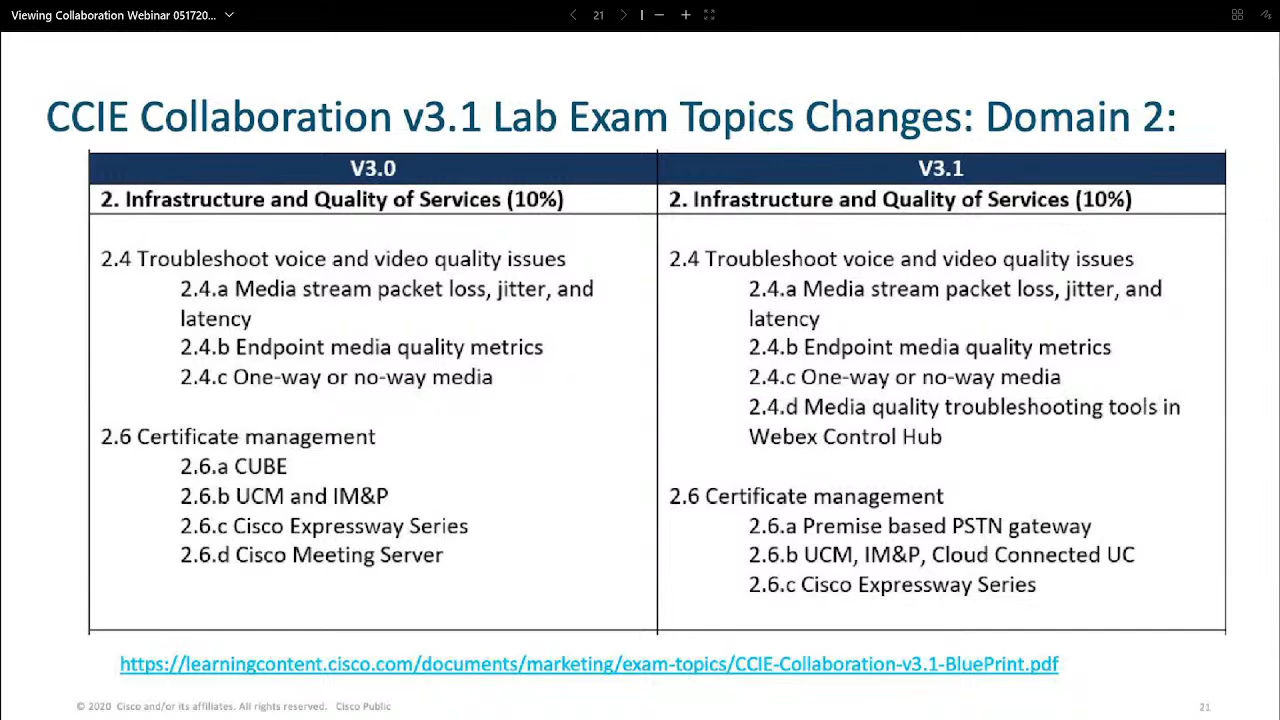 Viewing Collaboration Webinar 051720...
21
CCIE Collaboration v3.1 Lab Exam Topics Changes: Domain 2:
V3.0
2. Infrastructure and Quality of Services (10%)
2.4 Troubleshoot voice and video quality issues
2.4.a Media stream packet loss, jitter, and
latency
2.4.b Endpoint media quality metrics
2.4.c One-way or no-way media
2.6 Certificate management
2.6.a CUBE
2.6.b UCM and IM&P
2.6.c Cisco Expressway Series
2.6.d Cisco Meeting Server
V3.1
2. Infrastructure and Quality of Services (10%)
2.4 Troubleshoot voice and video quality issues
2.4.a Media stream packet loss, jitter, and
latency
2.4.b Endpoint media quality metrics
2.4.c One-way or no-way media
2.4.d Media quality troubleshooting tools in
Webex Control Hub
2.6 Certificate management
2.6.a Premise based PSTN gateway
2.6.b UCM, IM&P, Cloud Connected UC
2.6.c Cisco Expressway Series
https://learningcontent.cisco.com/documents/marketing/exam-topics/CCIE-Collaboration-v3.1-BluePrint.pdf
© 2020 Cisco and/or its affiliates. All rights reserved. Cisco Public
21